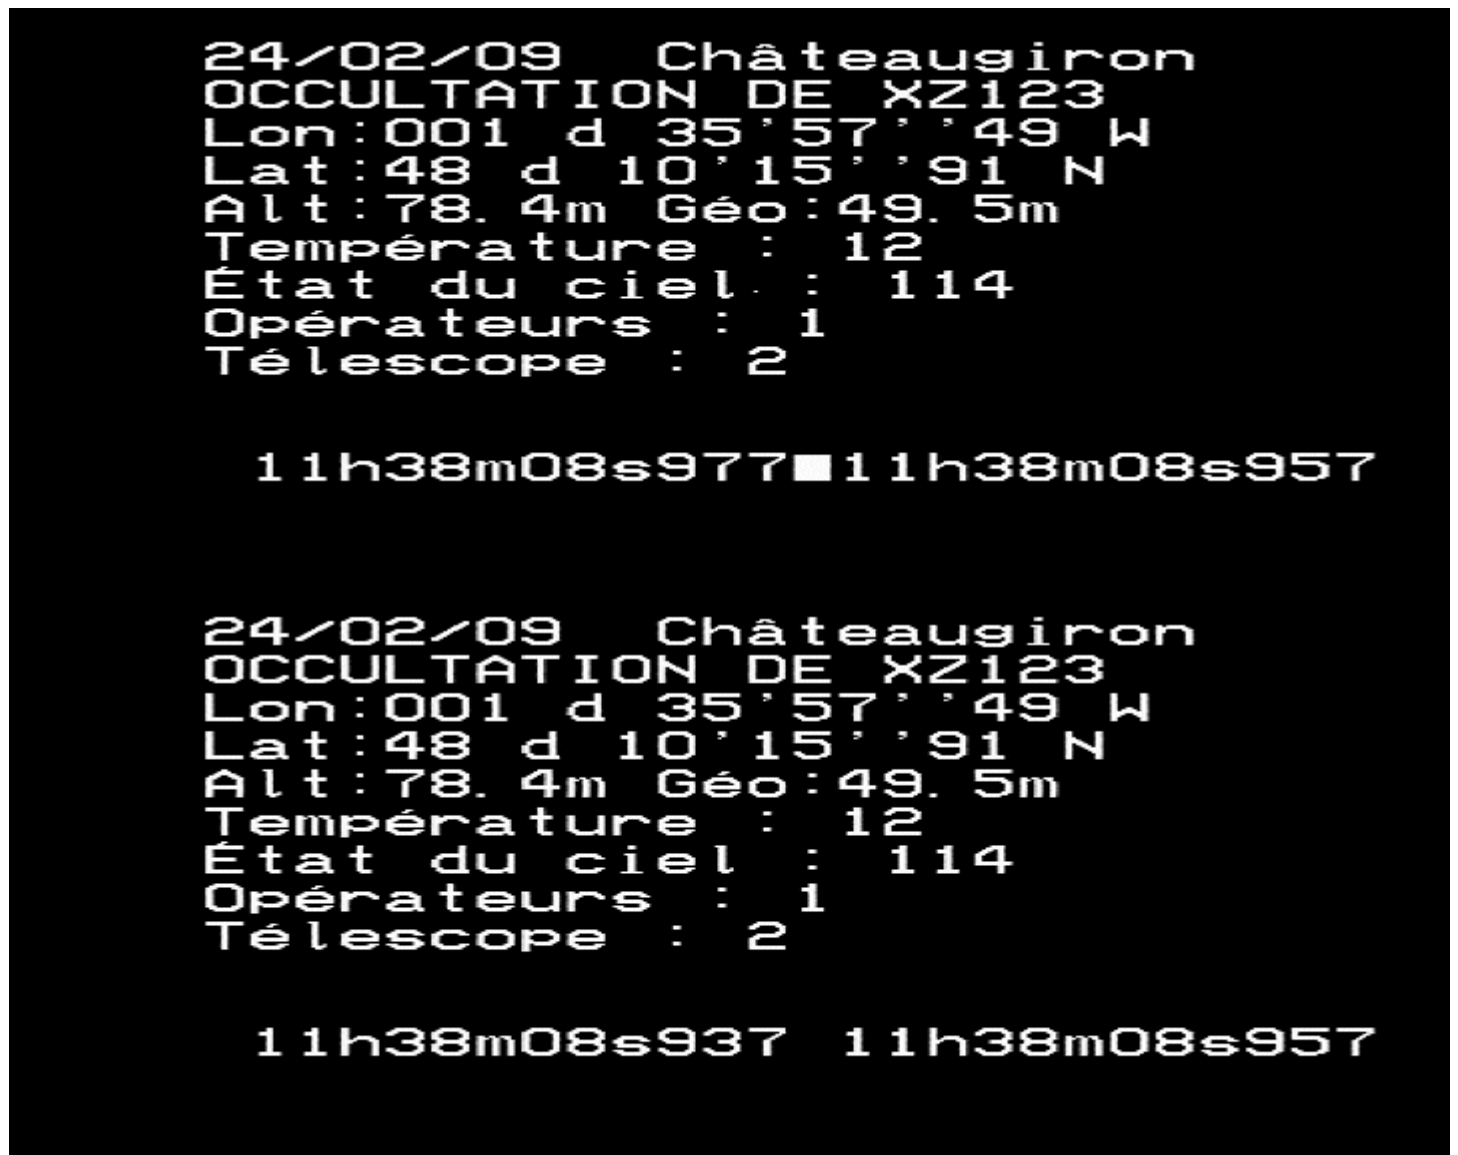 24/02/09 Châteaugiron
OCCULTATION DE XZ123
Lon:001 d 35'57''49 W
Lat:48 d 10'15''91 N
Alt:78.4m Géo:49.5m
Température : 12
État du ciel : 114
Opérateurs : 1
Télescope : 2
11h38m08s977■11h38m08s957
24/02/09 Châteaugiron
OCCULTATION DE XZ123
Lon:001 d 35'57''49 W
Lat:48 d 10'15''91 N
Alt:78.4m Géo:49.5m
Température : 12
État du ciel : 114
Opérateurs : 1
Télescope : 2
11h38m08s937 11h38m08s957